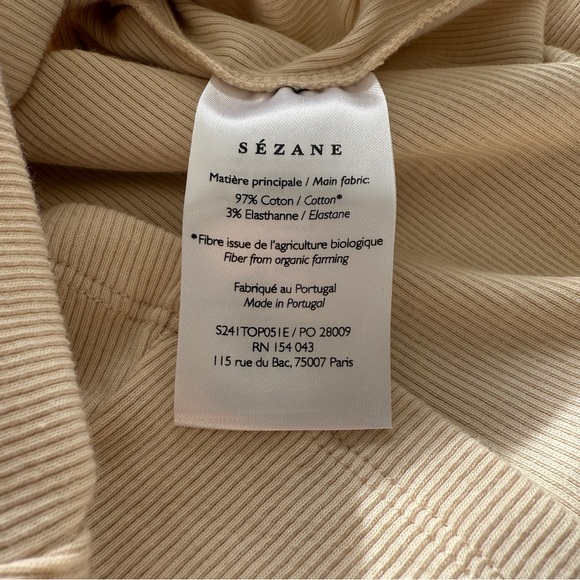 SÉZANE
Matière principale / Main fabric:
97% Coton / Cotton*
3% Elasthanne / Elastane
*Fibre issue de l'agriculture biologique
Fiber from organic farming
Fabriqué au Portugal
Made in Portugal
S241TOP051E / PO 28009
RN 154 043
115 rue du Bac, 75007 Paris